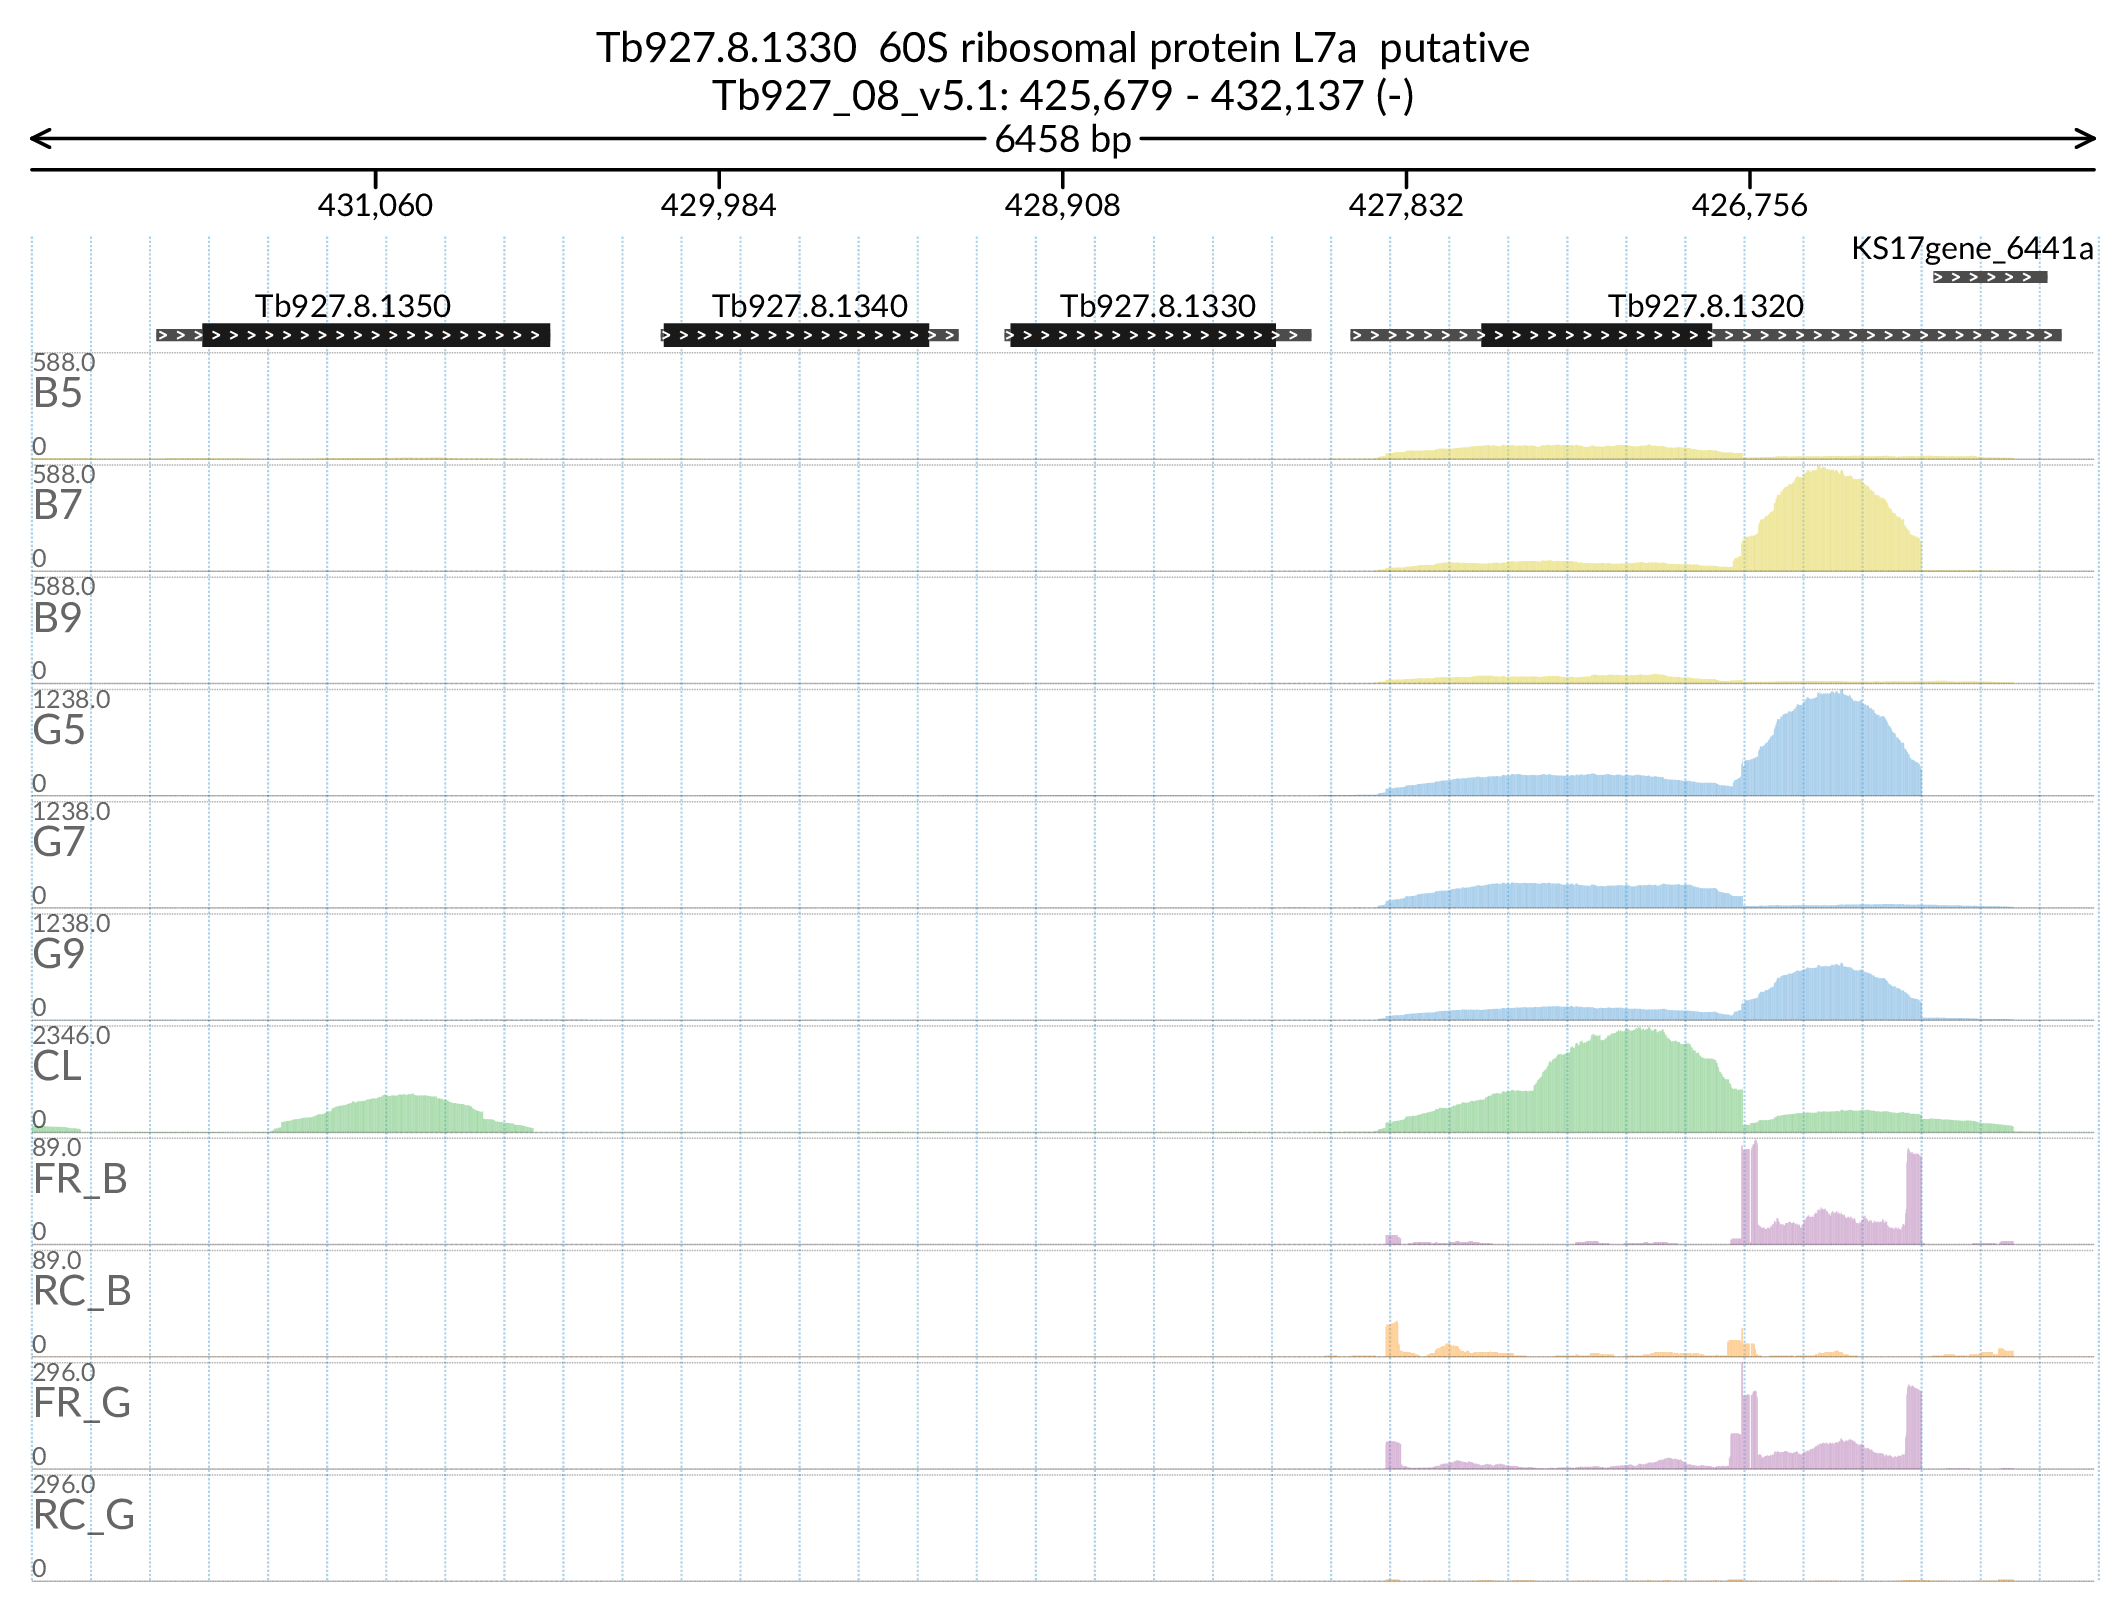 Tb927.8.1330  60S ribosomal protein L7a  putative
Tb927_08_v5.1: 425,679 - 432,137 (-)
6458 bp
431,060 429,984 428,908 427,832 426,756
KS17gene_6441a
Tb927.8.1350 Tb927.8.1340 Tb927.8.1330 Tb927.8.1320
588.0
B5
0
588.0
B7
0
588.0
B9
0
1238.0
G5
0
1238.0
G7
0
1238.0
G9
0
2346.0
CL
0
89.0
FR_B
0
89.0
RC_B
0
296.0
FR_G
0
296.0
RC_G
0